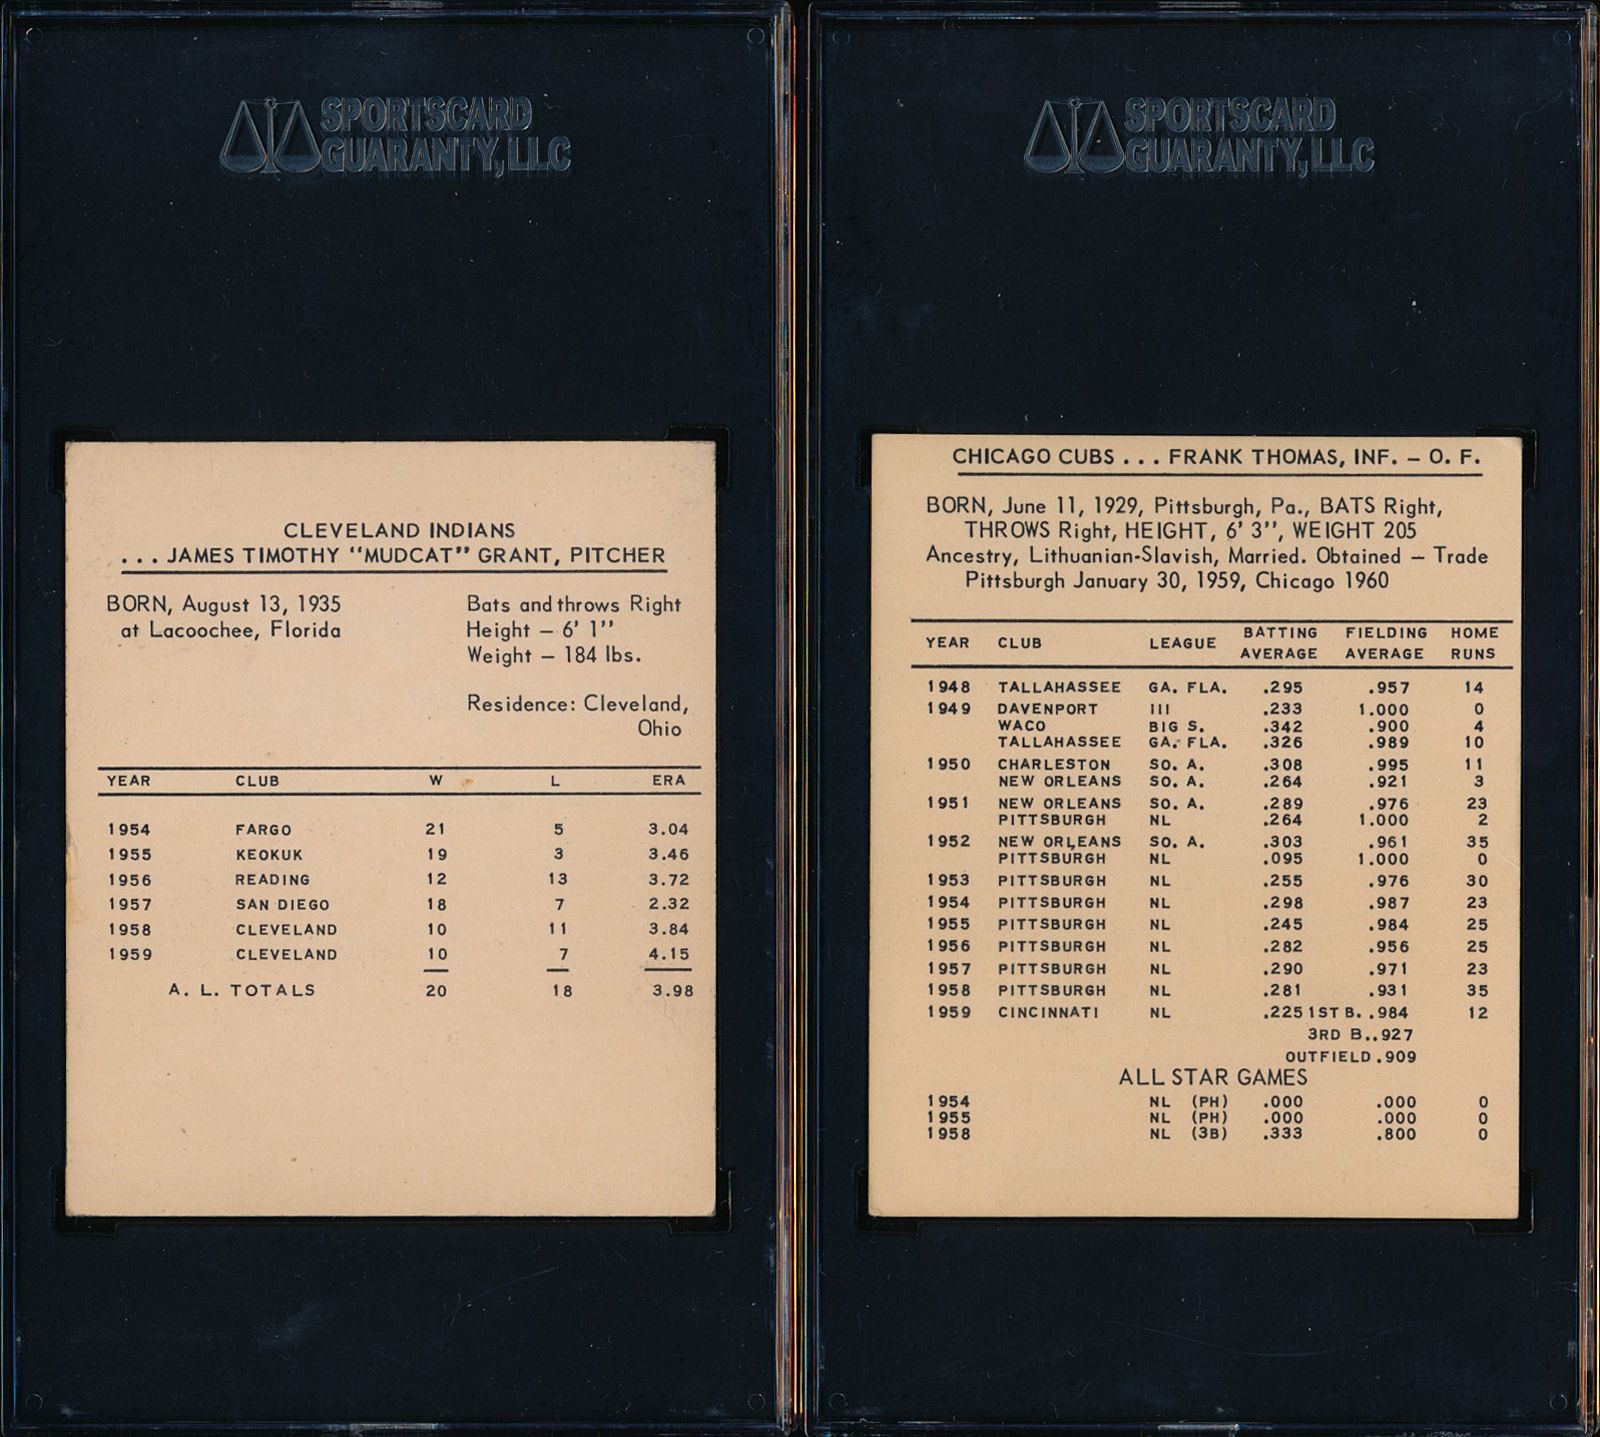 SPORTSCARD
GUARANTY, LLC
CLEVELAND INDIANS
... JAMES TIMOTHY "MUDCAT" GRANT, PITCHER
BORN, August 13, 1935
at Lacoochee, Florida
Bats and throws Right
Height – 6' 1"
Weight – 184 lbs.
Residence: Cleveland,
Ohio
YEAR CLUB W L ERA
1954 FARGO 21 5 3.04
1955 KEOKUK 19 3 3.46
1956 READING 12 13 3.72
1957 SAN DIEGO 18 7 2.32
1958 CLEVELAND 10 11 3.84
1959 CLEVELAND 10 7 4.15
A. L. TOTALS 20 18 3.98
SPORTSCARD
GUARANTY, LLC
CHICAGO CUBS ... FRANK THOMAS, INF. – O. F.
BORN, June 11, 1929, Pittsburgh, Pa., BATS Right,
THROWS Right, HEIGHT, 6' 3", WEIGHT 205
Ancestry, Lithuanian-Slavish, Married. Obtained – Trade
Pittsburgh January 30, 1959, Chicago 1960
YEAR CLUB LEAGUE BATTING AVERAGE FIELDING AVERAGE HOME RUNS
1948 TALLAHASSEE GA. FLA. .295 .957 14
1949 DAVENPORT III .233 1.000 0
WACO BIG S. .342 .900 4
TALLAHASSEE GA. FLA. .326 .989 10
1950 CHARLESTON SO. A. .308 .995 11
NEW ORLEANS SO. A. .264 .921 3
1951 NEW ORLEANS SO. A. .289 .976 23
PITTSBURGH NL .264 1.000 2
1952 NEW ORLEANS SO. A. .303 .961 35
PITTSBURGH NL .095 1.000 0
1953 PITTSBURGH NL .255 .976 30
1954 PITTSBURGH NL .298 .987 23
1955 PITTSBURGH NL .245 .984 25
1956 PITTSBURGH NL .282 .956 25
1957 PITTSBURGH NL .290 .971 23
1958 PITTSBURGH NL .281 .931 35
1959 CINCINNATI NL .225 1ST B. .984 12
3RD B..927
OUTFIELD .909
ALL STAR GAMES
1954 NL (PH) .000 .000 0
1955 NL (PH) .000 .000 0
1958 NL (3B) .333 .800 0